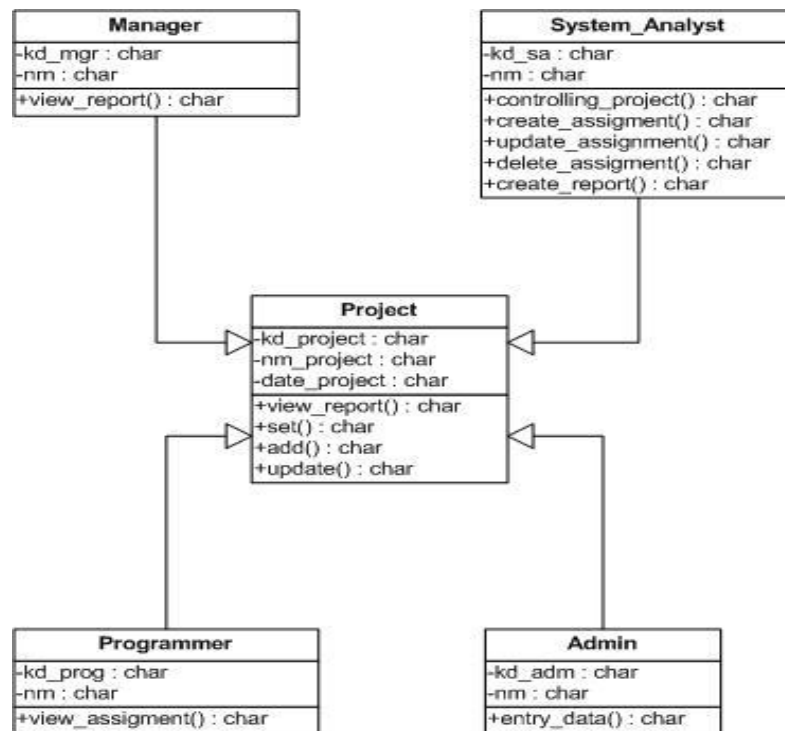 Manager
-kd_mgr : char
-nm : char
+view_report() : char
System_Analyst
-kd_sa : char
-nm : char
+controlling_project() : char
+create_assigment() : char
+update_assignment() : char
+delete_assigment() : char
+create_report() : char
Project
-kd_project : char
-nm_project : char
-date_project : char
+view_report() : char
+set() : char
+add() : char
+update() : char
Programmer
-kd_prog : char
-nm : char
+view_assigment() : char
Admin
-kd_adm : char
-nm : char
+entry_data() : char